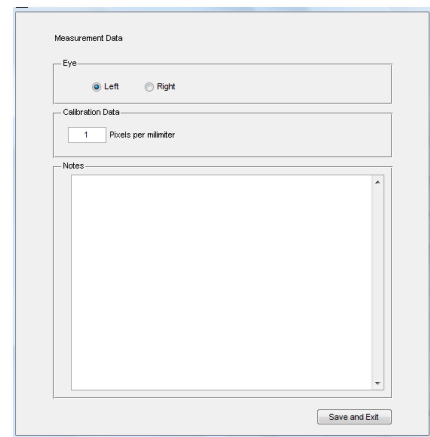 Measurement Data
Eye
Left Right
Calibration Data
1 Pixels per milimiter
Notes
Save and Exit